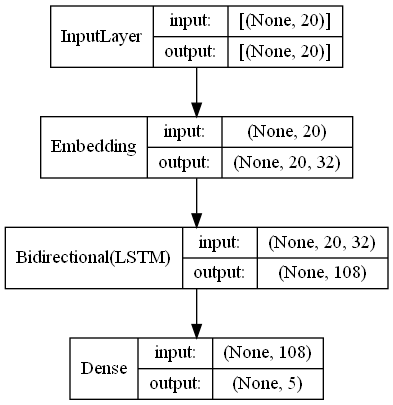 InputLayer
input: [(None, 20)]
output: [(None, 20)]
Embedding
input: (None, 20)
output: (None, 20, 32)
Bidirectional(LSTM)
input: (None, 20, 32)
output: (None, 108)
Dense
input: (None, 108)
output: (None, 5)